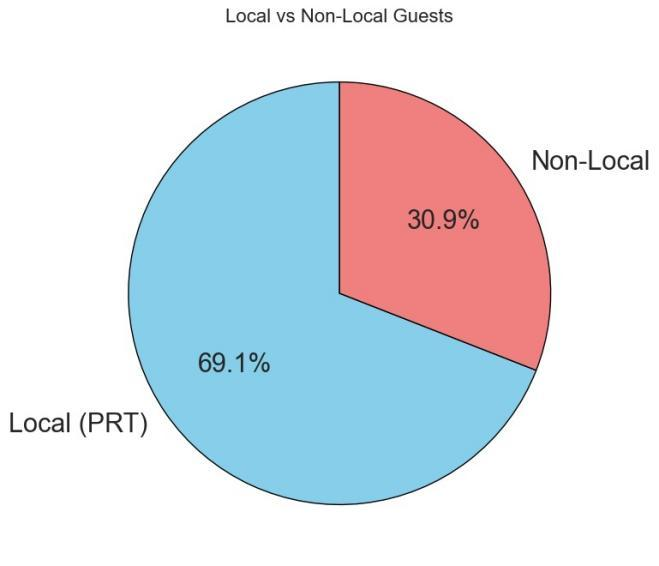 Local vs Non-Local Guests
Non-Local
30.9%
69.1%
Local (PRT)